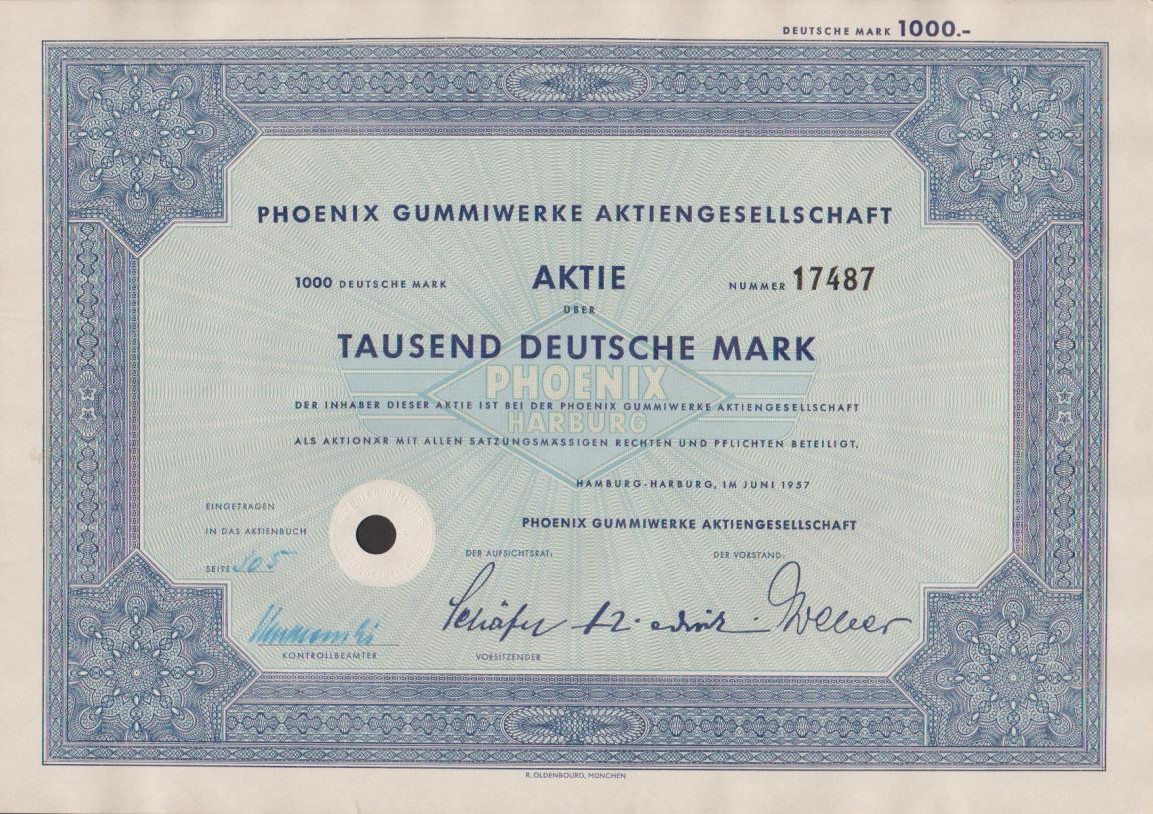 DEUTSCHE MARK 1000.-
PHOENIX GUMMIWERKE AKTIENGESELLSCHAFT
1000 DEUTSCHE MARK AKTIE NUMMER 17487
ÜBER
TAUSEND DEUTSCHE MARK
PHOENIX
HARBURG
DER INHABER DIESER AKTIE IST BEI DER PHOENIX GUMMIWERKE AKTIENGESELLSCHAFT
ALS AKTIONÄR MIT ALLEN SATZUNGSMÄSSIGEN RECHTEN UND PFLICHTEN BETEILIGT.
HAMBURG-HARBURG, IM JUNI 1957
EINGETRAGEN
IN DAS AKTIENBUCH
SEITE 805
PHOENIX GUMMIWERKE AKTIENGESELLSCHAFT
DER AUFSICHTSRAT: DER VORSTAND:
Schäfer Weber
KONTROLLBEAMTER VORSITZENDER
R. OLDENBOURG, MÜNCHEN